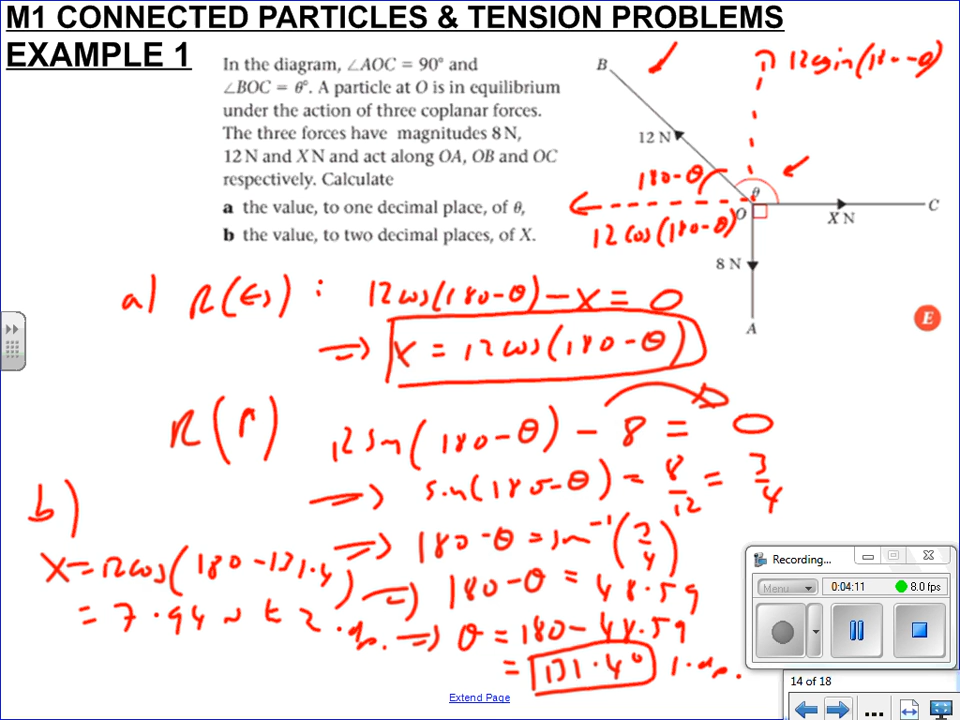 M1 CONNECTED PARTICLES & TENSION PROBLEMS
EXAMPLE 1
In the diagram, ∠AOC = 90° and
∠BOC = θ°. A particle at O is in equilibrium
under the action of three coplanar forces.
The three forces have magnitudes 8 N,
12 N and X N and act along OA, OB and OC
respectively. Calculate
a the value, to one decimal place, of θ,
b the value, to two decimal places, of X.
B
12sin(180-θ)
12 N
180-θ
θ
O
C
X N
12cos(180-θ)
8 N
A
E
a) R(←): 12cos(180-θ) - X = 0
⇒ X = 12cos(180-θ)
R(↑) 12sin(180-θ) - 8 = 0
⇒ sin(180-θ) = 8/12 = 3/4
b)
⇒ 180-θ = sin⁻¹(3/4)
X = 12cos(180-131.4)
⇒ 180-θ = 48.59
= 7.94 N to 2.dp.
⇒ θ = 180-48.59
= 131.4° 1.dp.
Recording...
Menu
0:04:11
8.0 fps
14 of 18
Extend Page